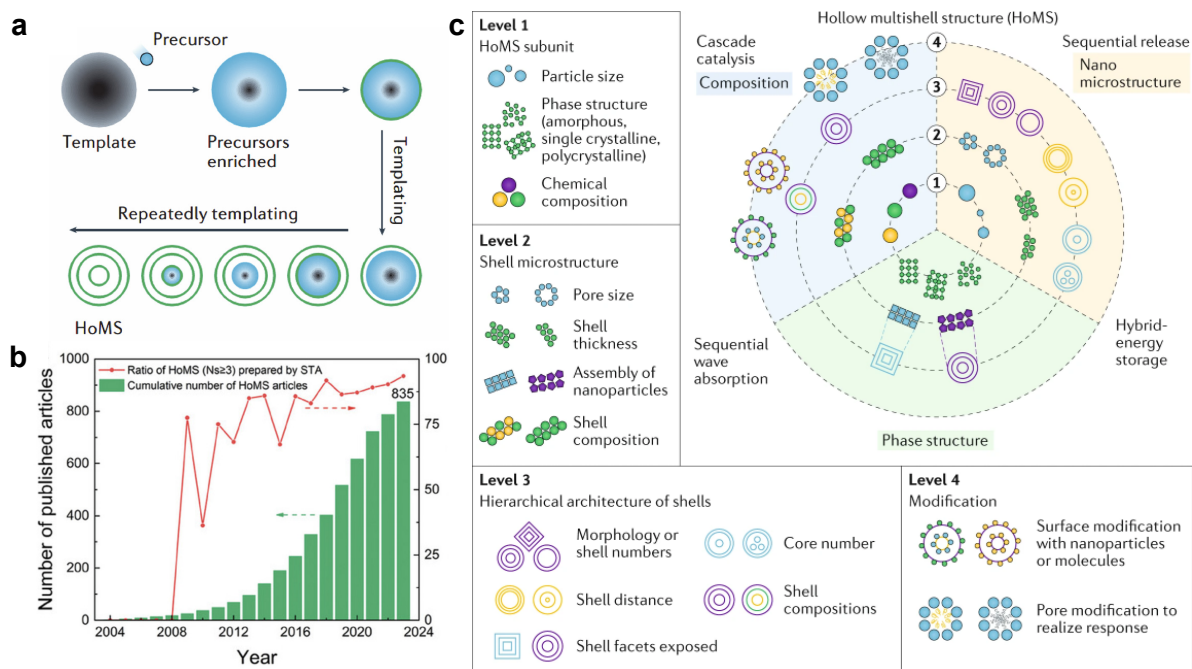 a
Precursor
Template
Precursors
enriched
Templating
Repeatedly templating
HoMS
b
Ratio of HoMS (Ns≥3) prepared by STA
Cumulative number of HoMS articles
835
Number of published articles
1000
800
600
400
200
0
100
75
50
25
0
2004
2008
2012
2016
2020
2024
Year
c
Level 1
HoMS subunit
Particle size
Phase structure
(amorphous,
single crystalline,
polycrystalline)
Chemical
composition
Level 2
Shell microstructure
Pore size
Shell
thickness
Assembly of
nanoparticles
Shell
composition
Hollow multishell structure (HoMS)
Cascade
catalysis
Composition
Sequential release
Nano
microstructure
4
3
2
1
Sequential
wave
absorption
Hybrid-
energy
storage
Phase structure
Level 3
Hierarchical architecture of shells
Morphology or
shell numbers
Shell distance
Shell facets exposed
Core number
Shell
compositions
Level 4
Modification
Surface modification
with nanoparticles
or molecules
Pore modification to
realize response